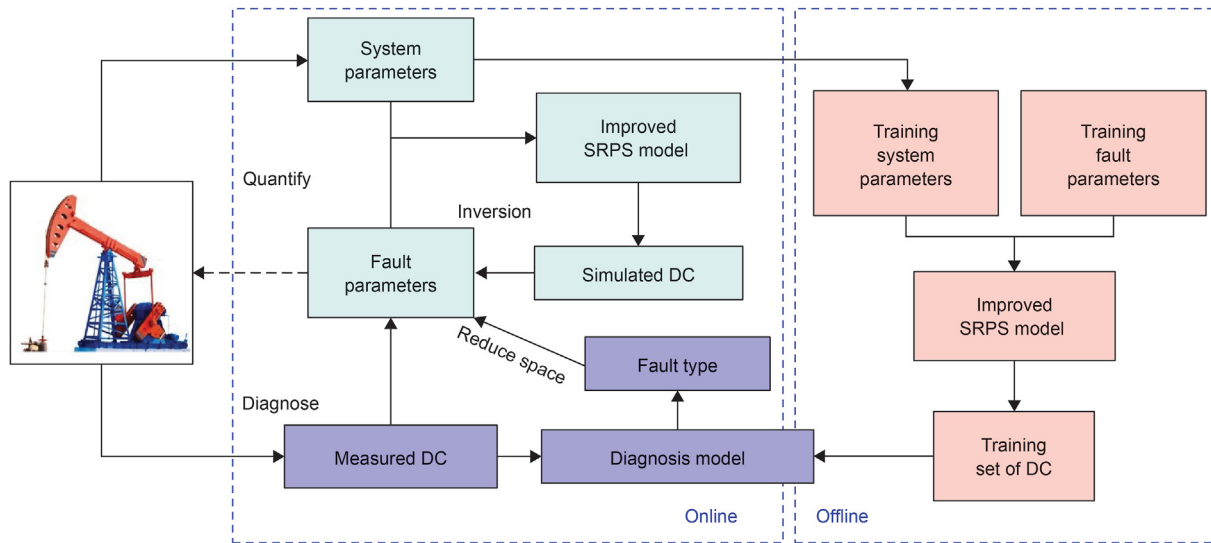 System
parameters
Improved
SRPS model
Training
system
parameters
Training
fault
parameters
Quantify
Inversion
Fault
parameters
Simulated DC
Improved
SRPS model
Reduce space
Fault type
Diagnose
Measured DC
Diagnosis model
Training
set of DC
Online
Offline